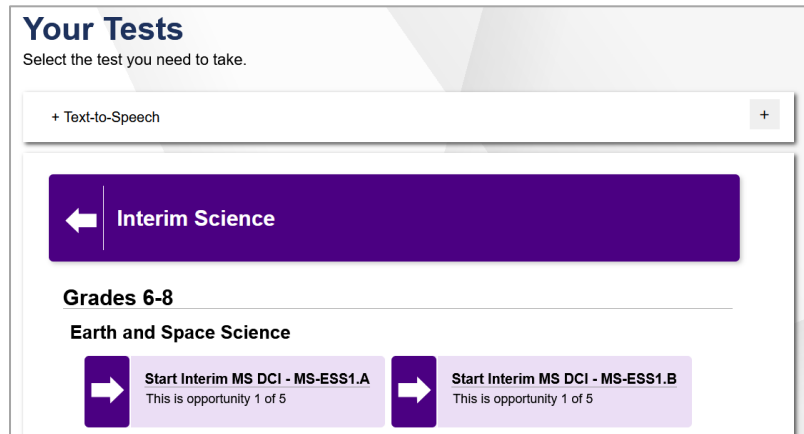 Your Tests
Select the test you need to take.
+ Text-to-Speech
+
Interim Science
Grades 6-8
Earth and Space Science
Start Interim MS DCI - MS-ESS1.A
This is opportunity 1 of 5
Start Interim MS DCI - MS-ESS1.B
This is opportunity 1 of 5